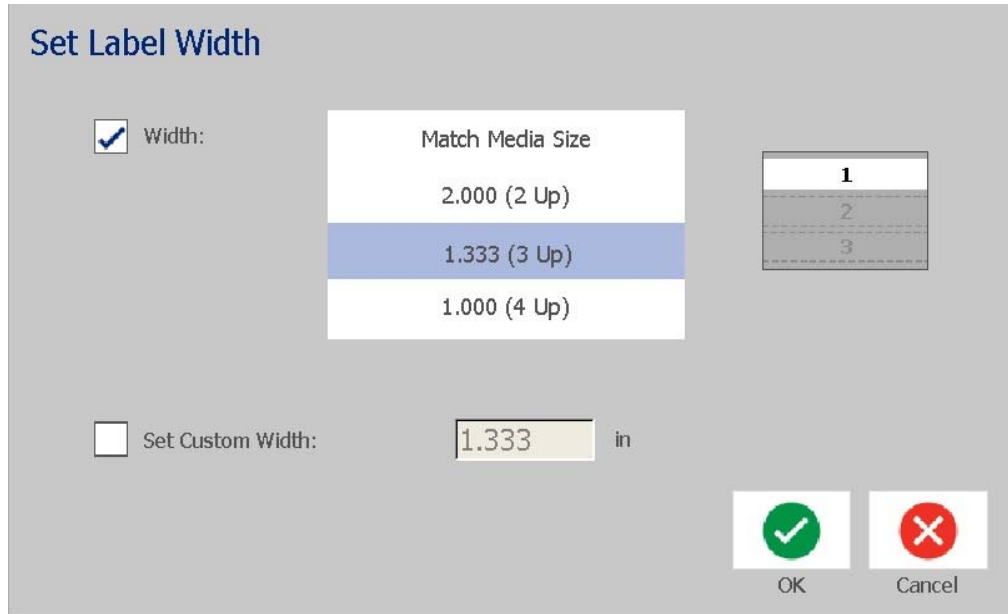 Set Label Width
Width:
Match Media Size
2.000 (2 Up)
1.333 (3 Up)
1.000 (4 Up)
1
2
3
Set Custom Width:
1.333
in
OK
Cancel